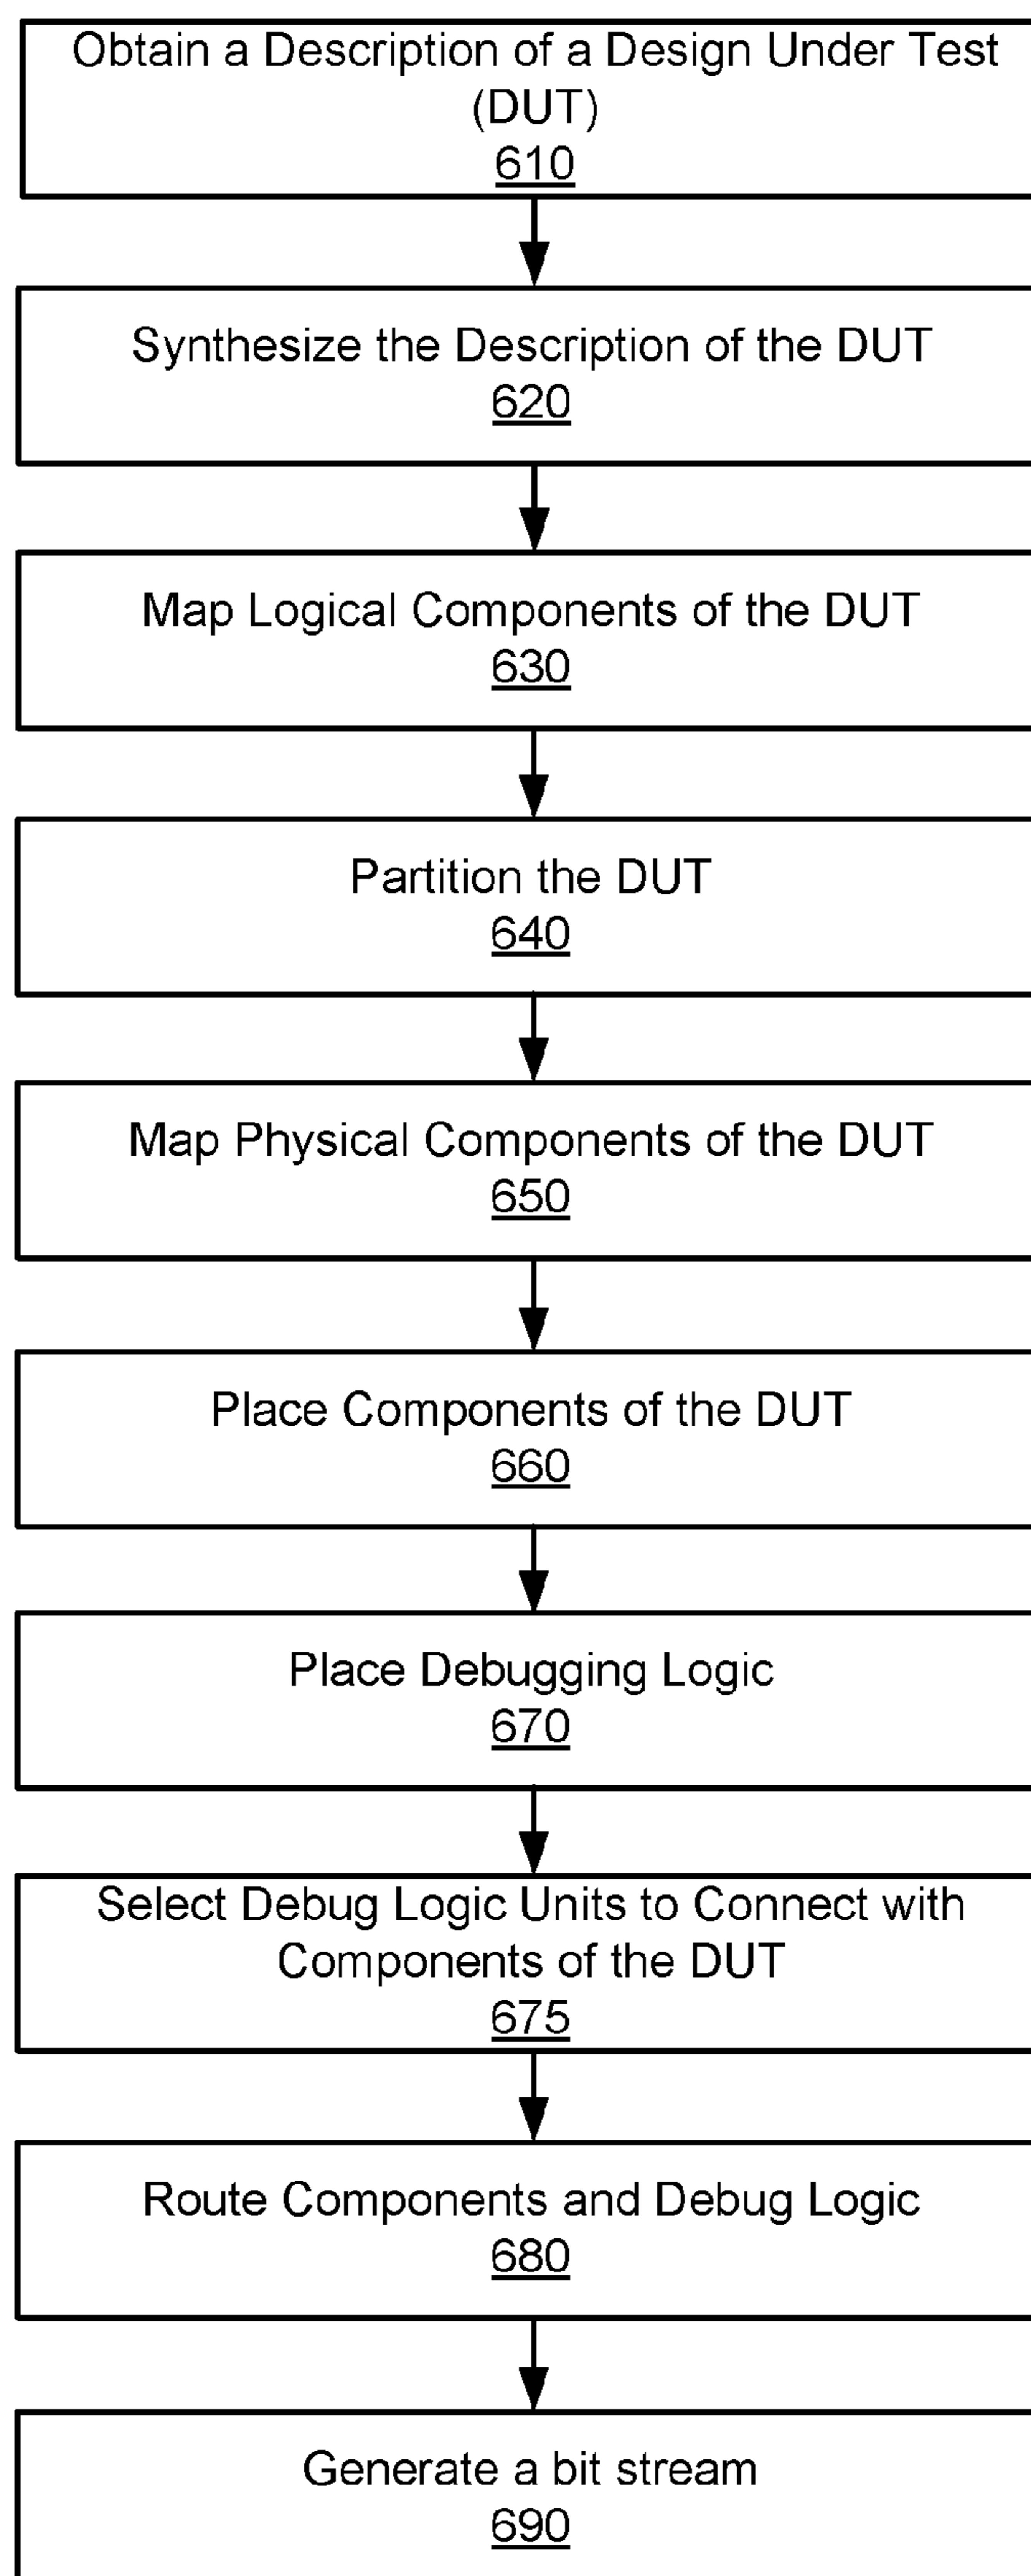 Obtain a Description of a Design Under Test
(DUT)
610
Synthesize the Description of the DUT
620
Map Logical Components of the DUT
630
Partition the DUT
640
Map Physical Components of the DUT
650
Place Components of the DUT
660
Place Debugging Logic
670
Select Debug Logic Units to Connect with
Components of the DUT
675
Route Components and Debug Logic
680
Generate a bit stream
690